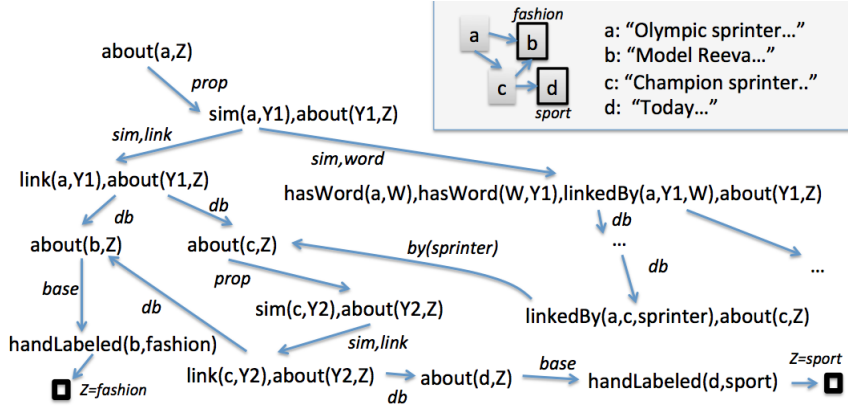 fashion
a
b
c
d
sport
a: “Olympic sprinter…”
b: “Model Reeva…”
c: “Champion sprinter..”
d: “Today…”
about(a,Z)
prop
sim(a,Y1),about(Y1,Z)
sim,link
sim,word
link(a,Y1),about(Y1,Z)
hasWord(a,W),hasWord(W,Y1),linkedBy(a,Y1,W),about(Y1,Z)
db
db
db
about(b,Z)
about(c,Z)
by(sprinter)
...
...
db
base
prop
db
sim(c,Y2),about(Y2,Z)
linkedBy(a,c,sprinter),about(c,Z)
handLabeled(b,fashion)
sim,link
Z=fashion
link(c,Y2),about(Y2,Z)
db
about(d,Z)
base
handLabeled(d,sport)
Z=sport